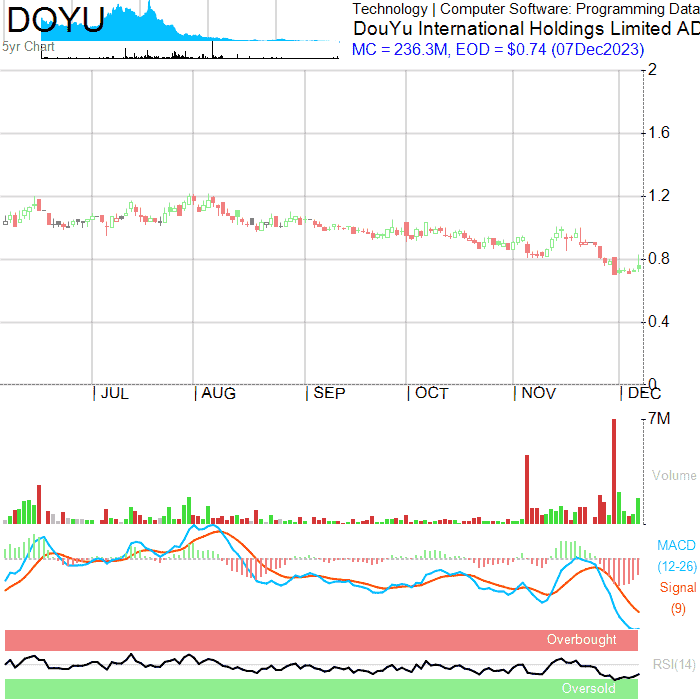 DOYU
5yr Chart
Technology | Computer Software: Programming Data
DouYu International Holdings Limited AD
MC = 236.3M, EOD = $0.74 (07Dec2023)
2
1.6
1.2
0.8
0.4
0
JUL AUG SEP OCT NOV DEC
7M
Volume
MACD
(12-26)
Signal
(9)
Overbought
RSI(14)
Oversold